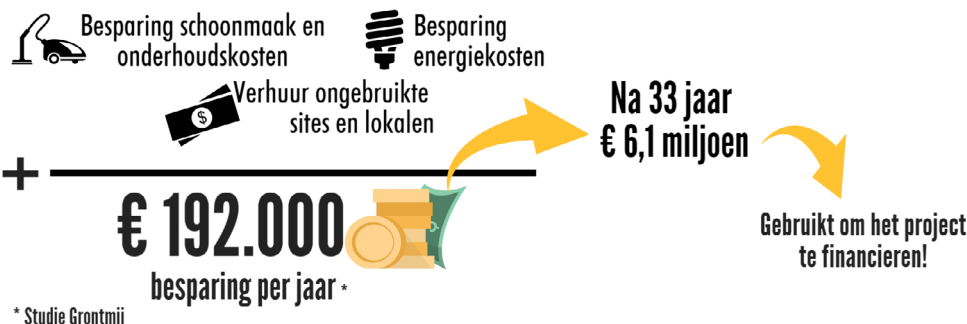 Besparing schoonmaak en
onderhoudskosten
Besparing
energiekosten
Verhuur ongebruikte
sites en lokalen
$
+
€ 192.000
besparing per jaar *
* Studie Grontmij
Na 33 jaar
€ 6,1 miljoen
Gebruikt om het project
te financieren!